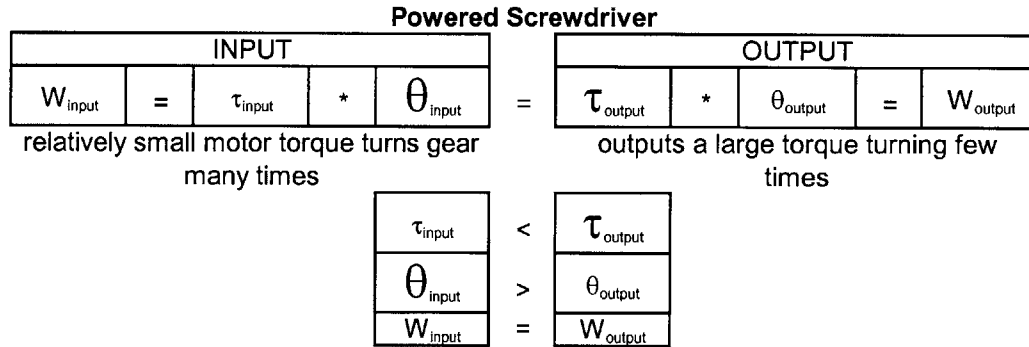 Powered Screwdriver
INPUT OUTPUT
W input = τ input * θ input = τ output * θ output = W output
relatively small motor torque turns gear outputs a large torque turning few
many times times
τ input < τ output
θ input > θ output
W input = W output